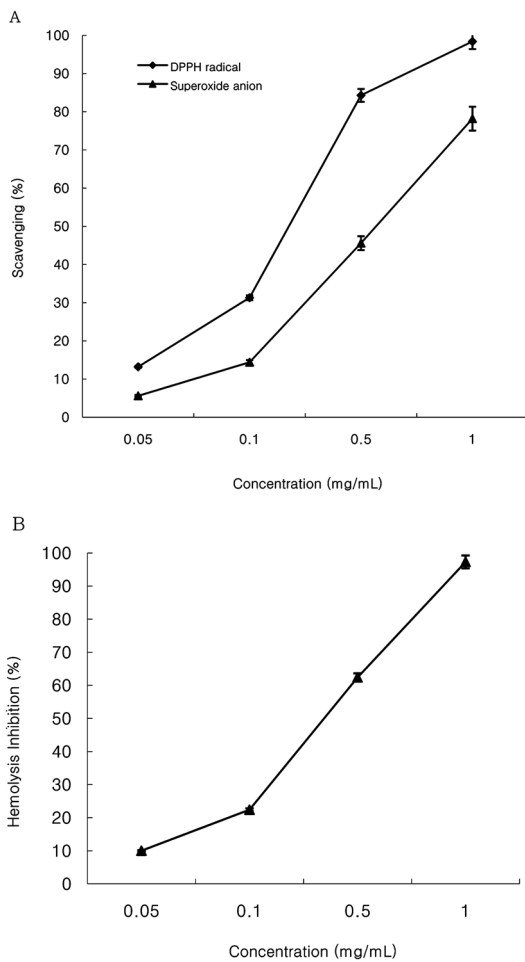 A
100
90
80
70
60
50
40
30
20
10
0
Scavenging (%)
DPPH radical
Superoxide anion
0.05 0.1 0.5 1
Concentration (mg/mL)
B
100
90
80
70
60
50
40
30
20
10
0
Hemolysis Inhibition (%)
0.05 0.1 0.5 1
Concentration (mg/mL)